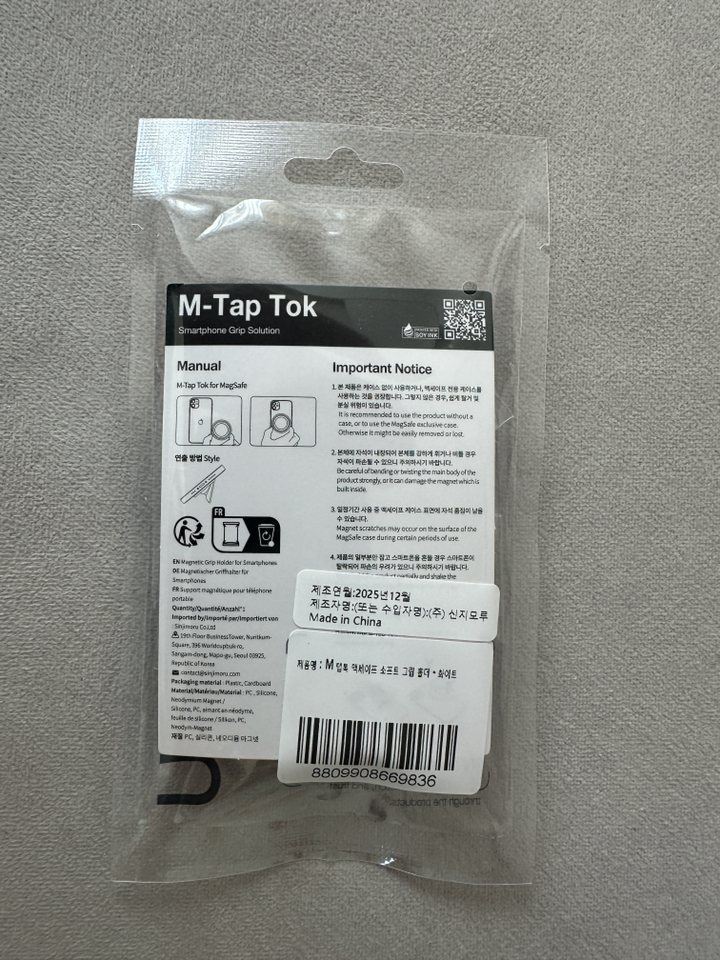 M-Tap Tok
Smartphone Grip Solution
PRINTED WITH
SOY INK
Manual
M-Tap Tok for MagSafe
연출 방법 Style
FR
EN Magnetic Grip Holder for Smartphones
DE Magnetischer Griffhalter für
Smartphones
FR Support magnétique pour téléphone
portable
Quantity/Quantité/Anzahl*1
Imported by/Importé par/Importiert von
: Sinjimoru Co.Ltd
19th Floor BusinessTower, Nuritkum-
Square, 396 Worldcupbuk-ro,
Sangam-dong, Mapo-gu, Seoul 03925,
Republic of Korea
contact@sinjimoru.com
Packaging material : Plastic, Cardboard
Material/Matériau/Material : PC , Silicone,
Neodymium Magnet /
Silicone, PC, aimant en néodyme,
feuille de silicone / Silikon, PC,
Neodym-Magnet
재질 PC, 실리콘, 네오디뮴 마그넷
Important Notice
1. 본 제품은 케이스 없이 사용하거나, 맥세이프 전용 케이스를
사용하는 것을 권장합니다. 그렇지 않은 경우, 쉽게 탈거 및
분실 위험이 있습니다.
It is recommended to use the product without a
case, or to use the MagSafe exclusive case.
Otherwise it might be easily removed or lost.
2. 본체에 자석이 내장되어 본체를 강하게 휘거나 비틀 경우
자석이 파손될 수 있으니 주의하시기 바랍니다.
Be careful of bending or twisting the main body of the
product strongly, or it can damage the magnet which is
built inside.
3. 일정기간 사용 중 맥세이프 케이스 표면에 자석 흠집이 남을
수 있습니다.
Magnet scratches may occur on the surface of the
MagSafe case during certain periods of use.
4. 제품의 일부분만 잡고 스마트폰을 흔들 경우 스마트폰이
탈락되어 파손의 우려가 있으니 주의하시기 바랍니다.
product partially and shake the
제조연월:2025년12월
제조자명:(또는 수입자명):(주) 신지모루
Made in China
제품명 : M 탭톡 맥세이프 소프트 그립 홀더 * 화이트
8809908669836
through the products.